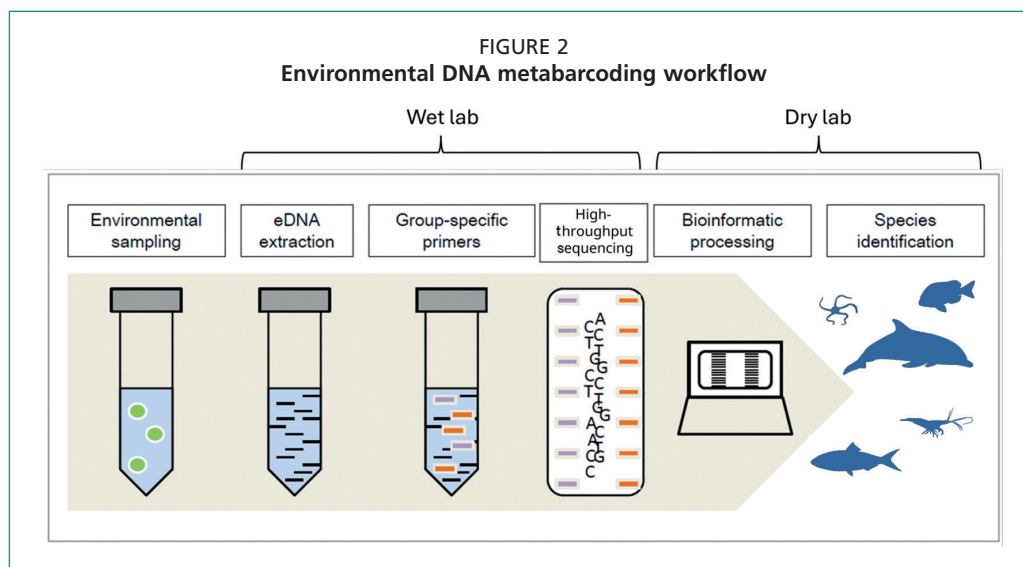 FIGURE 2
Environmental DNA metabarcoding workflow
Wet lab
Dry lab
Environmental
sampling
eDNA
extraction
Group-specific
primers
High-
throughput
sequencing
Bioinformatic
processing
Species
identification